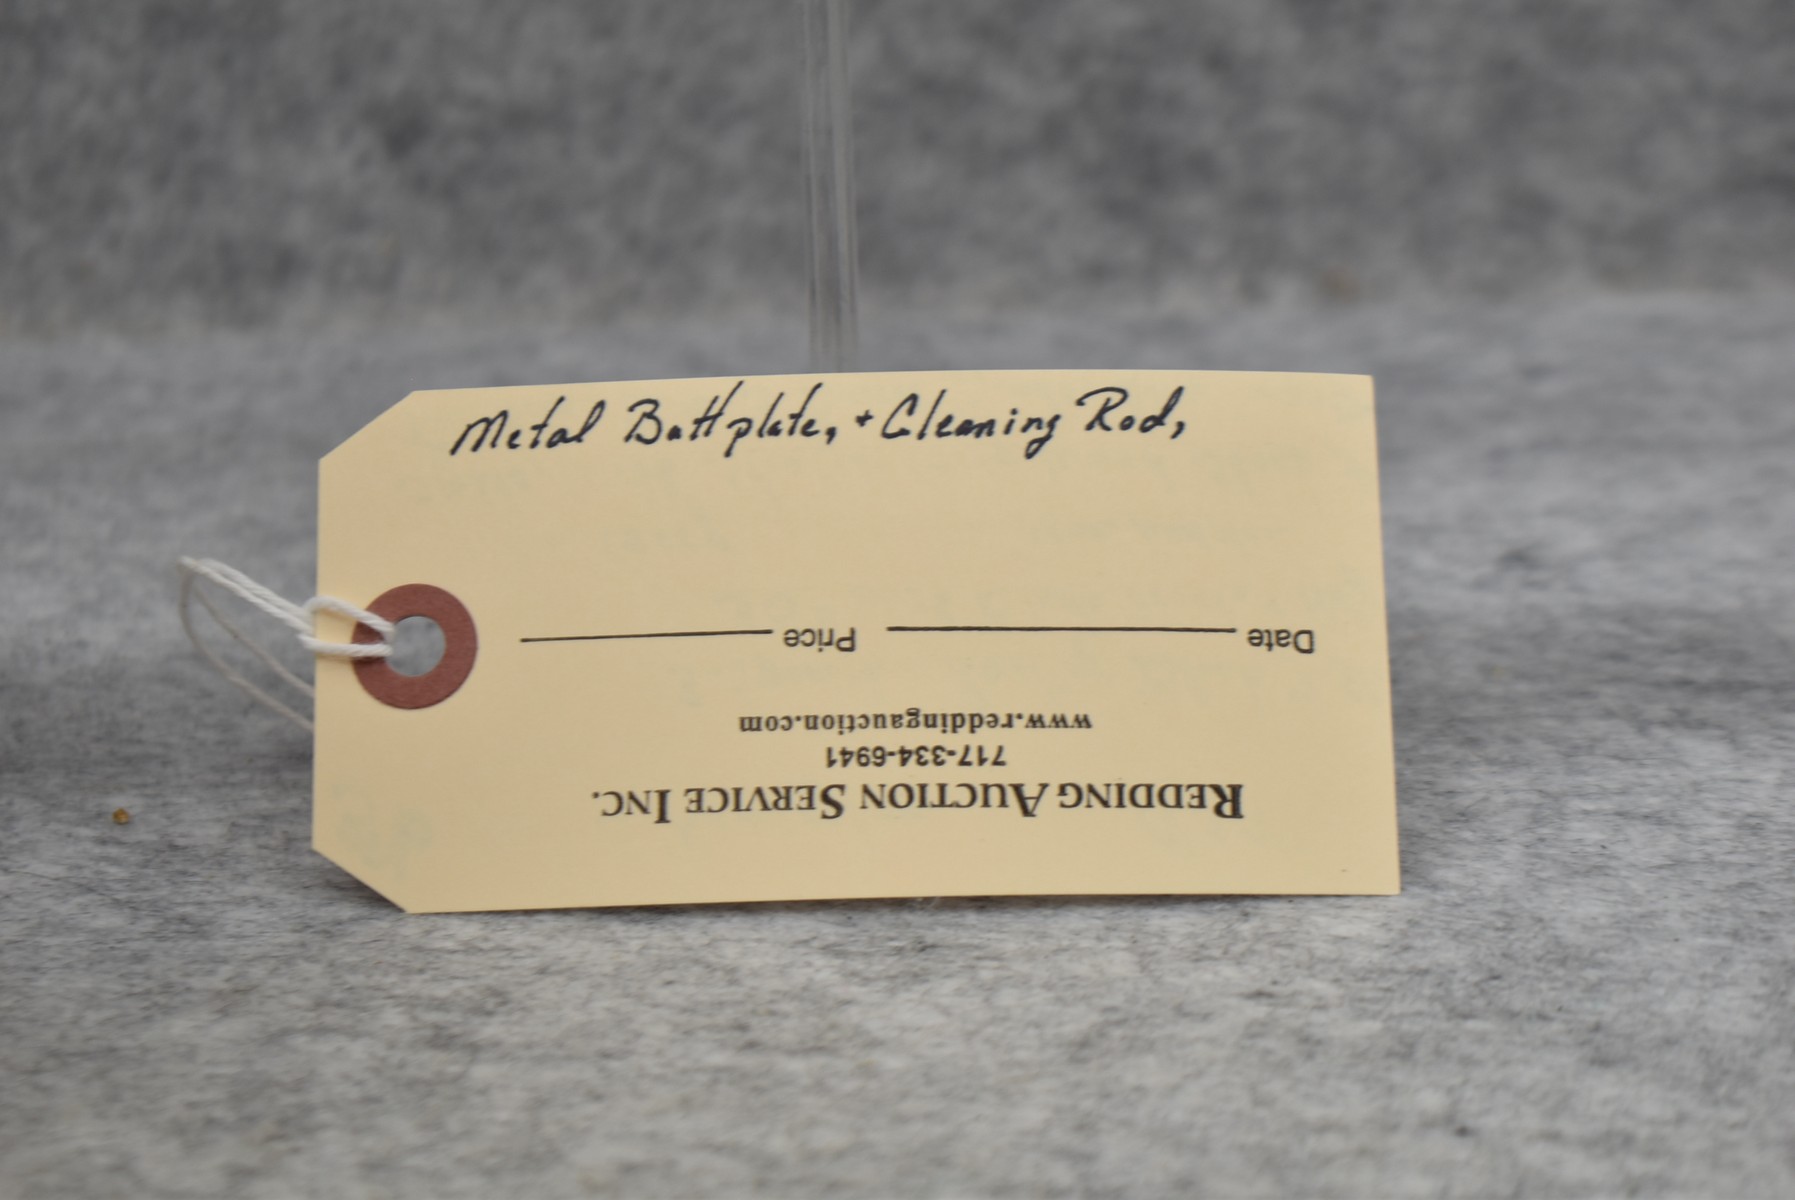 Metal Buttplate, + Cleaning Rod,
REDDING AUCTION SERVICE INC.
717-334-6941
www.reddingauction.com
Date Price